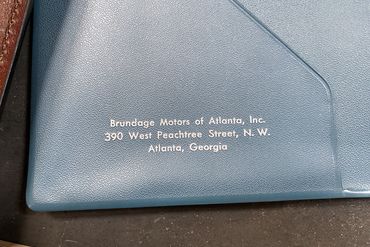 Brundage Motors of Atlanta, Inc.
390 West Peachtree Street, N. W.
Atlanta, Georgia